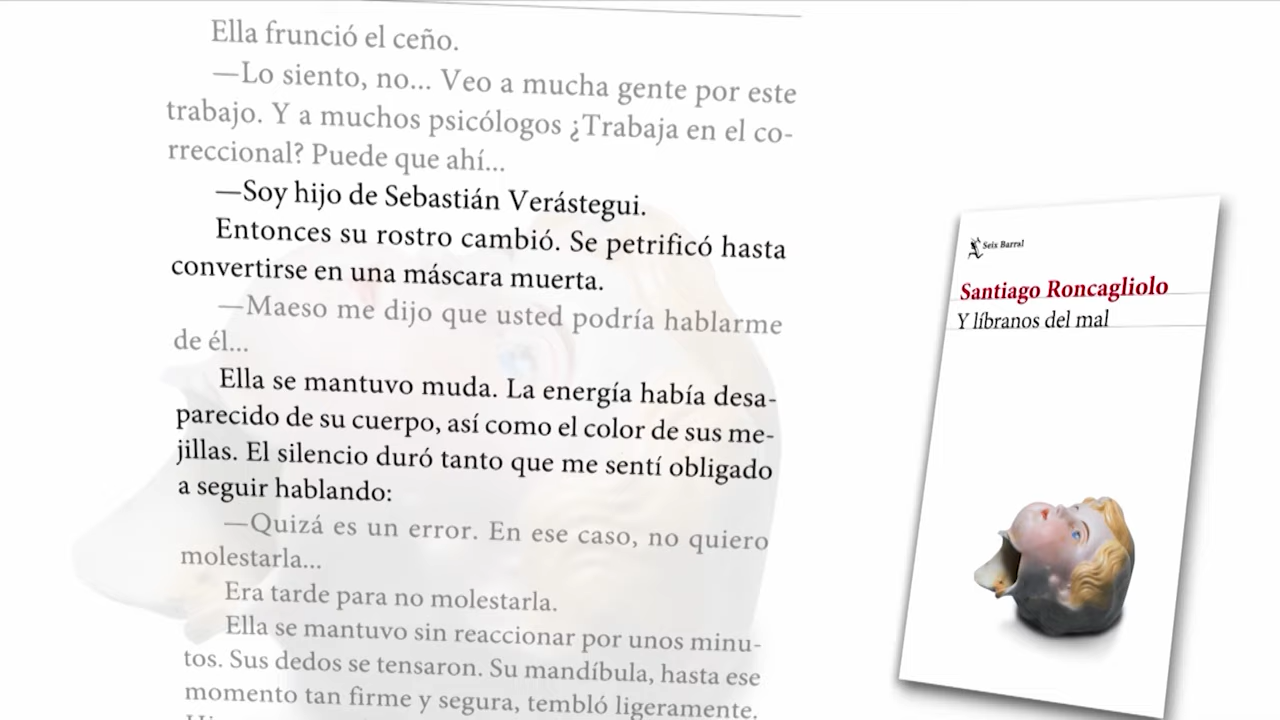 Ella frunció el ceño.
—Lo siento, no... Veo a mucha gente por este
trabajo. Y a muchos psicólogos ¿Trabaja en el co-
rreccional? Puede que ahí...
—Soy hijo de Sebastián Verástegui.
Entonces su rostro cambió. Se petrificó hasta
convertirse en una máscara muerta.
—Maeso me dijo que usted podría hablarme
de él...
Ella se mantuvo muda. La energía había desa-
parecido de su cuerpo, así como el color de sus me-
jillas. El silencio duró tanto que me sentí obligado
a seguir hablando:
—Quizá es un error. En ese caso, no quiero
molestarla...
Era tarde para no molestarla.
Ella se mantuvo sin reaccionar por unos minu-
tos. Sus dedos se tensaron. Su mandíbula, hasta ese
momento tan firme y segura, tembló ligeramente.
Seix Barral
Santiago Roncagliolo
Y líbranos del mal